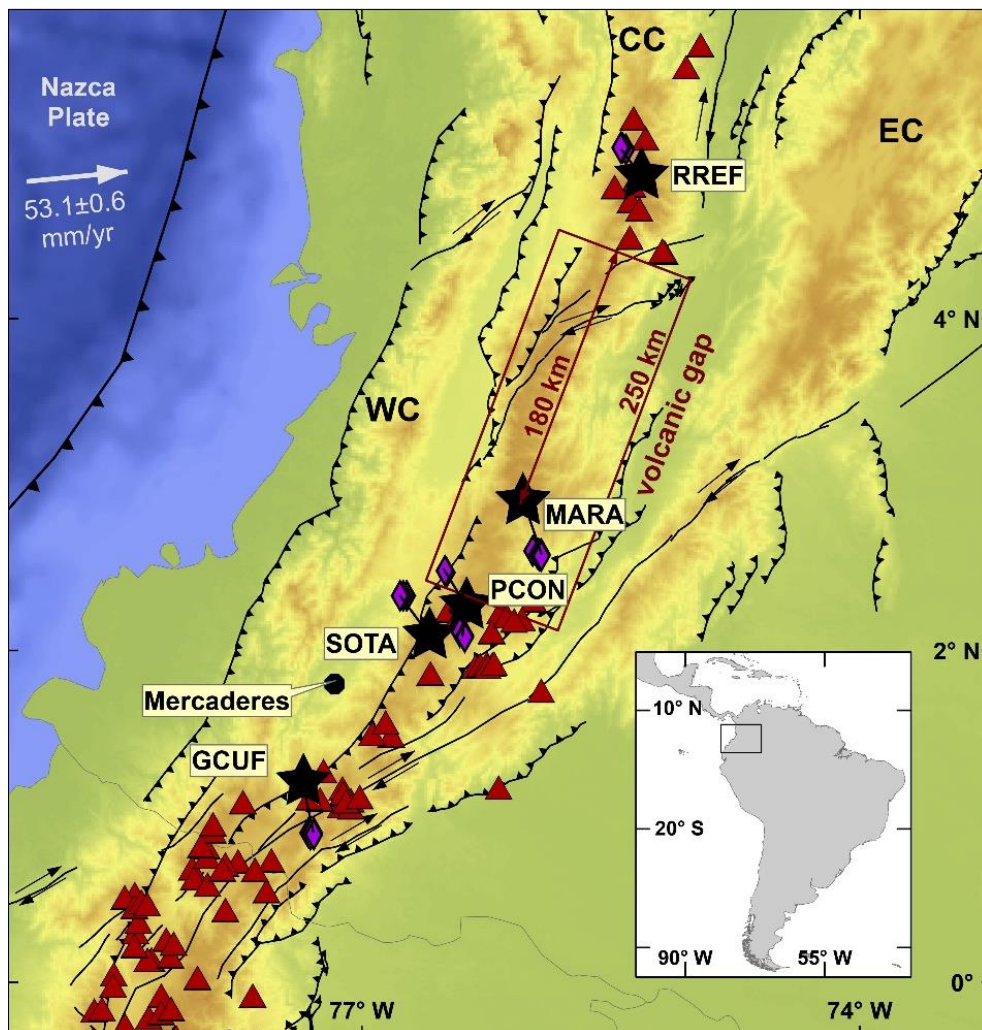 CC
Nazca
Plate
53.1±0.6
mm/yr
EC
RREF
4° N
180 km
250 km
volcanic gap
WC
MARA
PCON
SOTA
2° N
Mercaderes
10° N
GCUF
20° S
90° W
55° W
0°
77° W
74° W